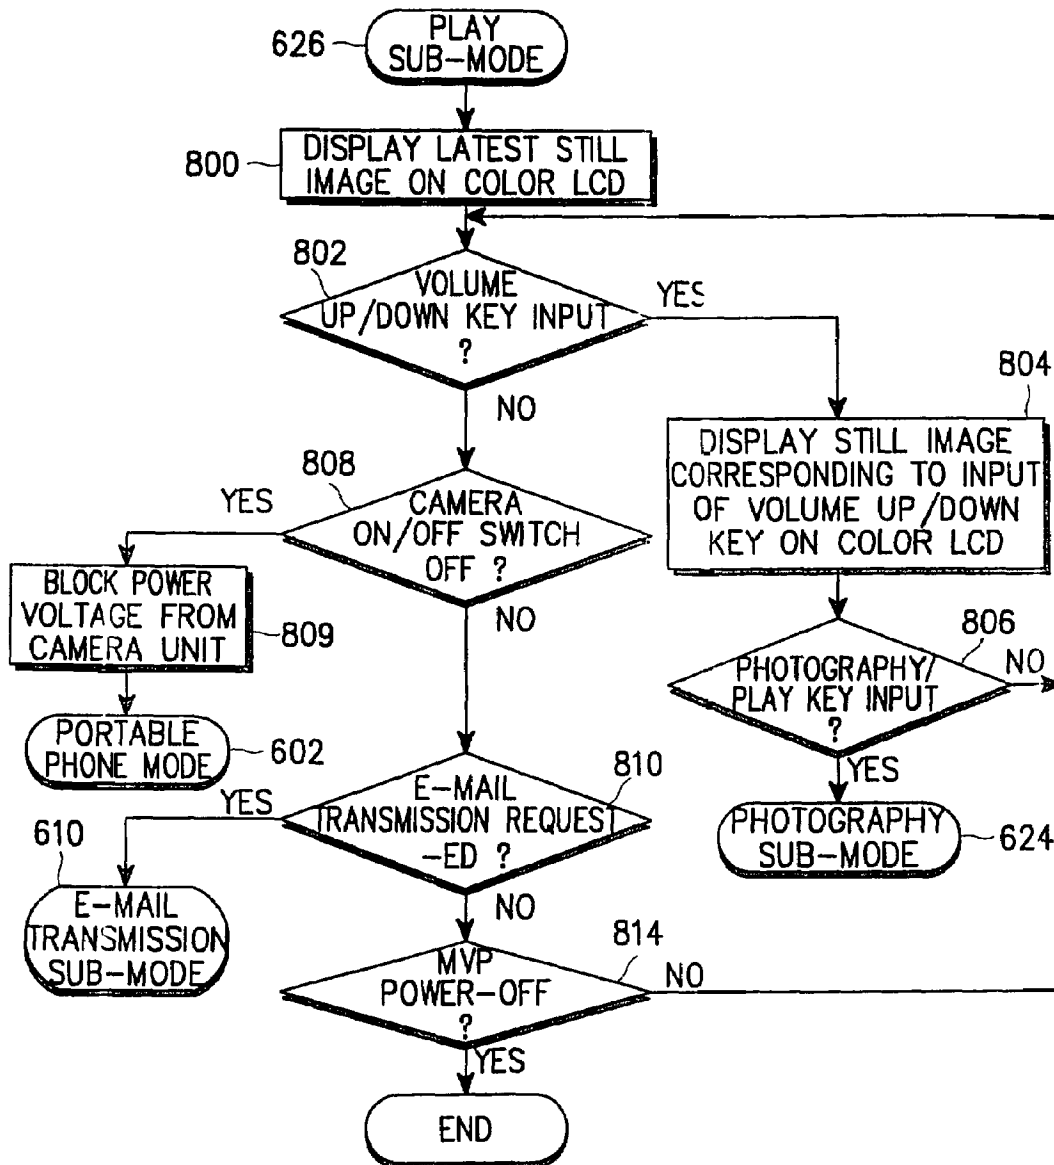 626
PLAY
SUB-MODE
800
DISPLAY LATEST STILL
IMAGE ON COLOR LCD
802
VOLUME
UP/DOWN KEY INPUT
?
YES
NO
804
DISPLAY STILL IMAGE
CORRESPONDING TO INPUT
OF VOLUME UP/DOWN
KEY ON COLOR LCD
808
YES
CAMERA
ON/OFF SWITCH
OFF ?
NO
BLOCK POWER
VOLTAGE FROM
CAMERA UNIT
809
806
PHOTOGRAPHY/
PLAY KEY INPUT
?
NO
YES
PORTABLE
PHONE MODE
602
PHOTOGRAPHY
SUB-MODE
624
810
YES
E-MAIL
TRANSMISSION REQUEST
-ED ?
NO
610
E-MAIL
TRANSMISSION
SUB-MODE
814
MVP
POWER-OFF
?
NO
YES
END